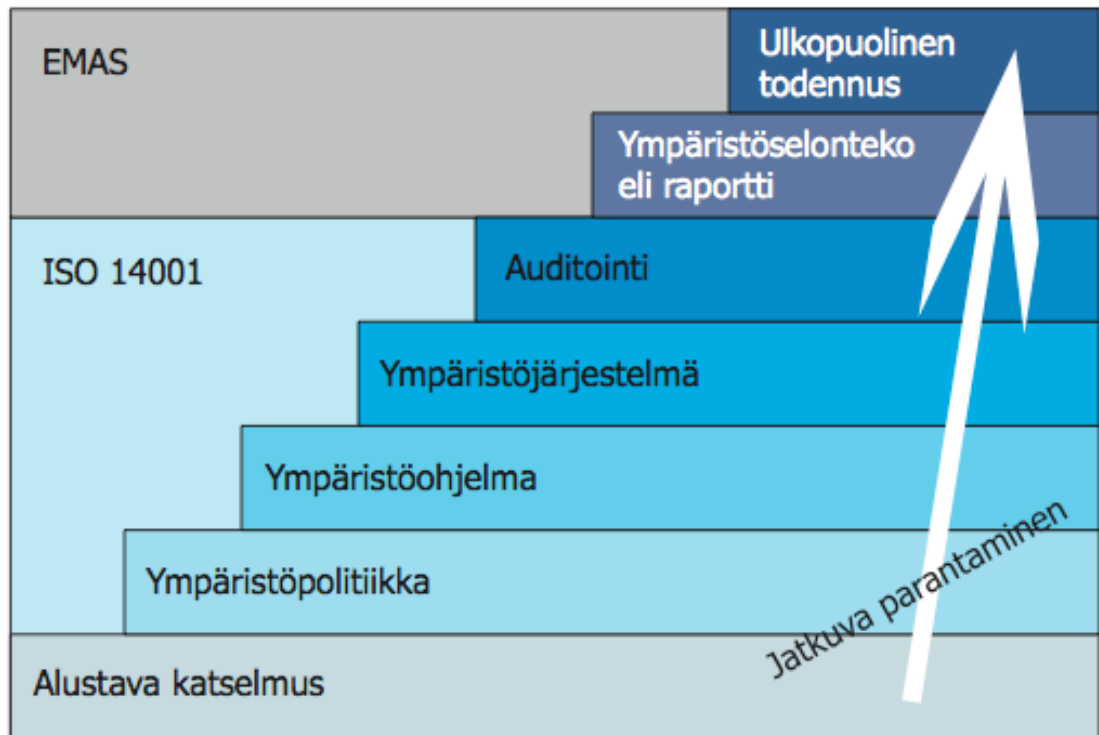 EMAS
Ulkopuolinen
todennus
Ympäristöselonteko
eli raportti
ISO 14001
Auditointi
Ympäristöjärjestelmä
Ympäristöohjelma
Ympäristöpolitiikka
Jatkuva parantaminen
Alustava katselmus